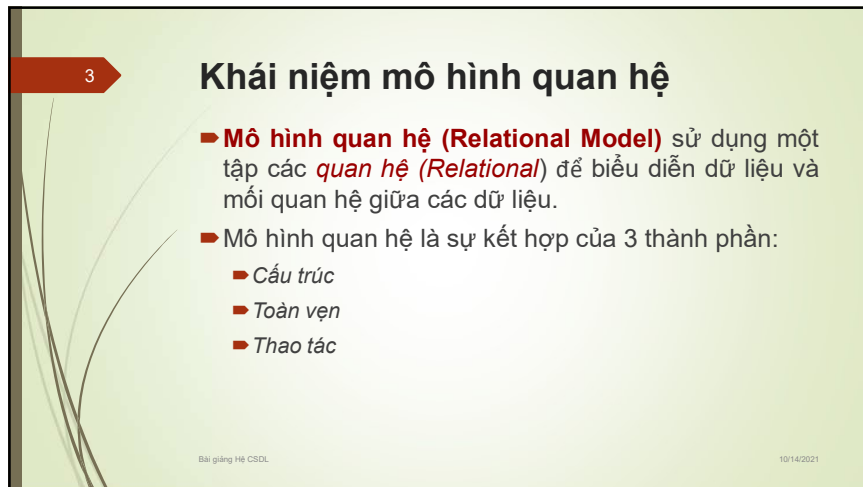 3
Khái niệm mô hình quan hệ
Mô hình quan hệ (Relational Model) sử dụng một
tập các quan hệ (Relational) để biểu diễn dữ liệu và
mối quan hệ giữa các dữ liệu.
Mô hình quan hệ là sự kết hợp của 3 thành phần:
Cấu trúc
Toàn vẹn
Thao tác
Bài giảng Hệ CSDL
10/14/2021